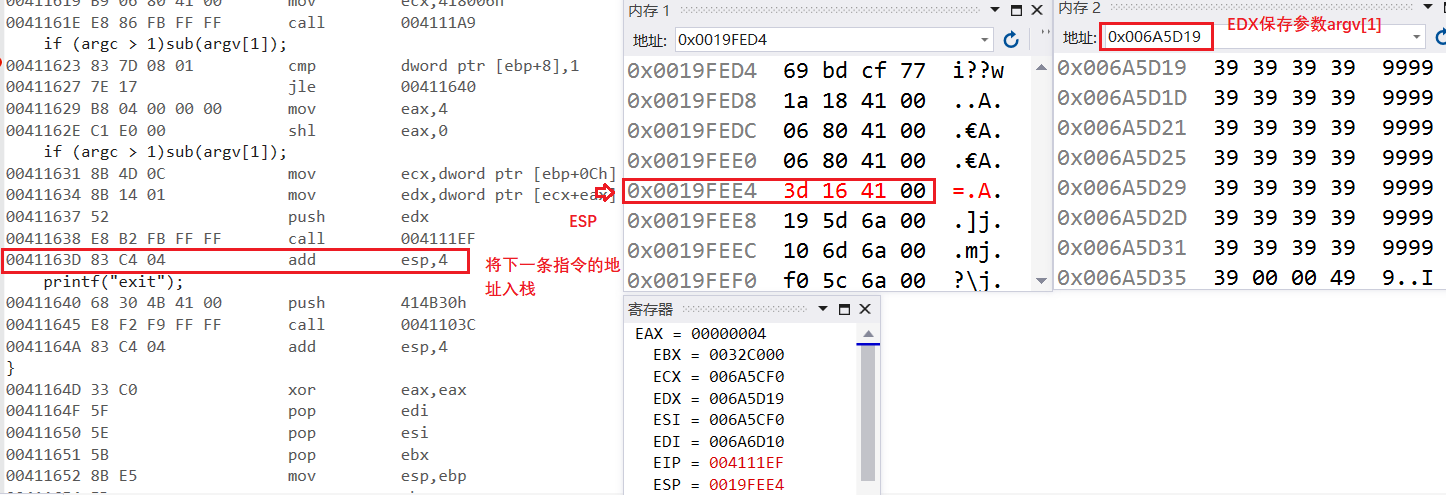 00411619 B9 06 80 41 00 mov ecx,418006h
0041161E E8 86 FB FF FF call 004111A9
if (argc > 1)sub(argv[1]);
00411623 83 7D 08 01 cmp dword ptr [ebp+8],1
00411627 7E 17 jle 00411640
00411629 B8 04 00 00 00 mov eax,4
0041162E C1 E0 00 shl eax,0
if (argc > 1)sub(argv[1]);
00411631 8B 4D 0C mov ecx,dword ptr [ebp+0Ch]
00411634 8B 14 01 mov edx,dword ptr [ecx+eax]
00411637 52 push edx
00411638 E8 B2 FB FF FF call 004111EF
0041163D 83 C4 04 add esp,4
printf("exit");
00411640 68 30 4B 41 00 push 414B30h
00411645 E8 F2 F9 FF FF call 0041103C
0041164A 83 C4 04 add esp,4
}
0041164D 33 C0 xor eax,eax
0041164F 5F pop edi
00411650 5E pop esi
00411651 5B pop ebx
00411652 8B E5 mov esp,ebp
ESP
将下一条指令的地
址入栈
内存 1
地址: 0x0019FED4
0x0019FED4 69 bd cf 77 i??w
0x0019FED8 1a 18 41 00 ..A.
0x0019FEDC 06 80 41 00 .€A.
0x0019FEE0 06 80 41 00 .€A.
0x0019FEE4 3d 16 41 00 =.A.
0x0019FEE8 19 5d 6a 00 .]j.
0x0019FEEC 10 6d 6a 00 .mj.
0x0019FEF0 f0 5c 6a 00 ?\j.
内存 2
地址: 0x006A5D19
EDX保存参数argv[1]
0x006A5D19 39 39 39 39 9999
0x006A5D1D 39 39 39 39 9999
0x006A5D21 39 39 39 39 9999
0x006A5D25 39 39 39 39 9999
0x006A5D29 39 39 39 39 9999
0x006A5D2D 39 39 39 39 9999
0x006A5D31 39 39 39 39 9999
0x006A5D35 39 00 00 49 9..I
寄存器
EAX = 00000004
EBX = 0032C000
ECX = 006A5CF0
EDX = 006A5D19
ESI = 006A5CF0
EDI = 006A6D10
EIP = 004111EF
ESP = 0019FEE4